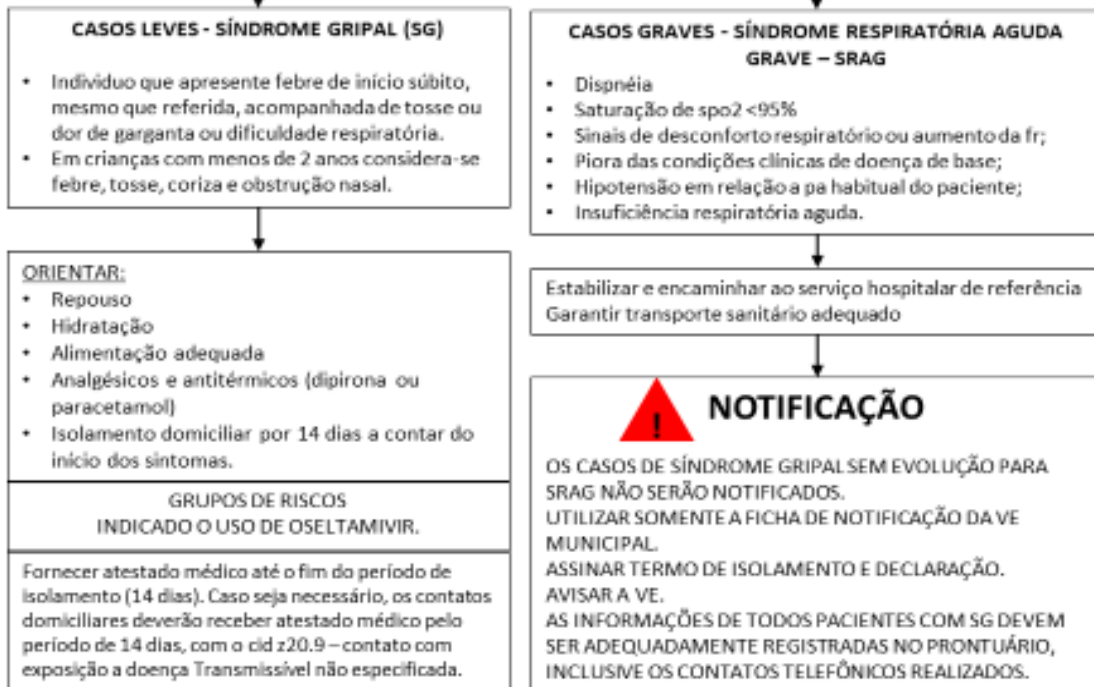 CASOS LEVES - SÍNDROME GRIPAL (SG)
• Individuo que apresente febre de início súbito,
mesmo que referida, acompanhada de tosse ou
dor de garganta ou dificuldade respiratória.
• Em crianças com menos de 2 anos considera-se
febre, tosse, coriza e obstrução nasal.
ORIENTAR:
• Repouso
• Hidratação
• Alimentação adequada
• Analgésicos e antitérmicos (dipirona ou
paracetamol)
• Isolamento domiciliar por 14 dias a contar do
início dos sintomas.
GRUPOS DE RISCOS
INDICADO O USO DE OSELTAMIVIR.
Fornecer atestado médico até o fim do período de
isolamento (14 dias). Caso seja necessário, os contatos
domiciliares deverão receber atestado médico pelo
período de 14 dias, com o cid z20.9 – contato com
exposição a doença Transmissível não especificada.
CASOS GRAVES - SÍNDROME RESPIRATÓRIA AGUDA
GRAVE – SRAG
• Dispnéia
• Saturação de spo2 <95%
• Sinais de desconforto respiratório ou aumento da fr;
• Piora das condições clínicas de doença de base;
• Hipotensão em relação a pa habitual do paciente;
• Insuficiência respiratória aguda.
Estabilizar e encaminhar ao serviço hospitalar de referência
Garantir transporte sanitário adequado
! NOTIFICAÇÃO
OS CASOS DE SÍNDROME GRIPAL SEM EVOLUÇÃO PARA
SRAG NÃO SERÃO NOTIFICADOS.
UTILIZAR SOMENTE A FICHA DE NOTIFICAÇÃO DA VE
MUNICIPAL.
ASSINAR TERMO DE ISOLAMENTO E DECLARAÇÃO.
AVISAR A VE.
AS INFORMAÇÕES DE TODOS PACIENTES COM SG DEVEM
SER ADEQUADAMENTE REGISTRADAS NO PRONTUÁRIO,
INCLUSIVE OS CONTATOS TELEFÔNICOS REALIZADOS.